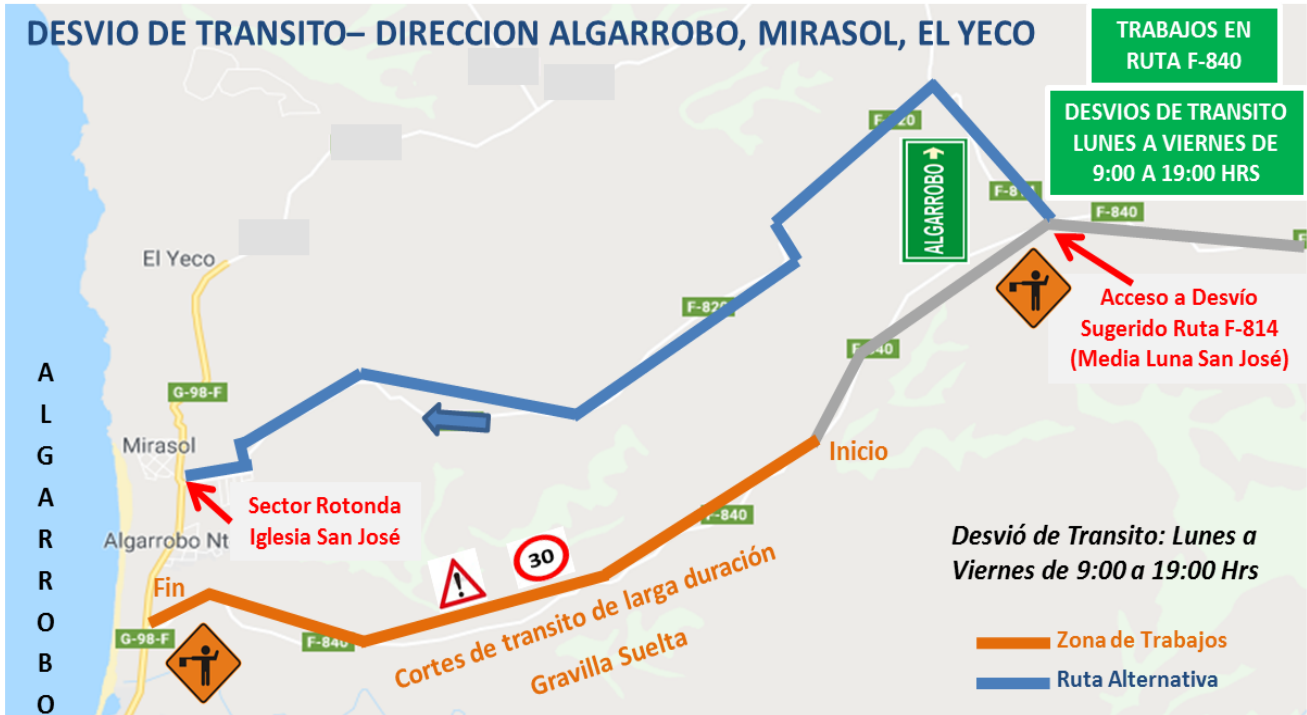 DESVIO DE TRANSITO– DIRECCION ALGARROBO, MIRASOL, EL YECO
TRABAJOS EN
RUTA F-840
DESVIOS DE TRANSITO
LUNES A VIERNES DE
9:00 A 19:00 HRS
ALGARROBO
F-840
El Yeco
Acceso a Desvío
Sugerido Ruta F-814
(Media Luna San José)
F-840
G-98-F
Mirasol
Inicio
Sector Rotonda
Iglesia San José
F-840
Algarrobo Nt
Desvió de Transito: Lunes a
Viernes de 9:00 a 19:00 Hrs
30
Fin
Cortes de transito de larga duración
Gravilla Suelta
G-98-F
F-840
Zona de Trabajos
Ruta Alternativa
A
L
G
A
R
R
O
B
O